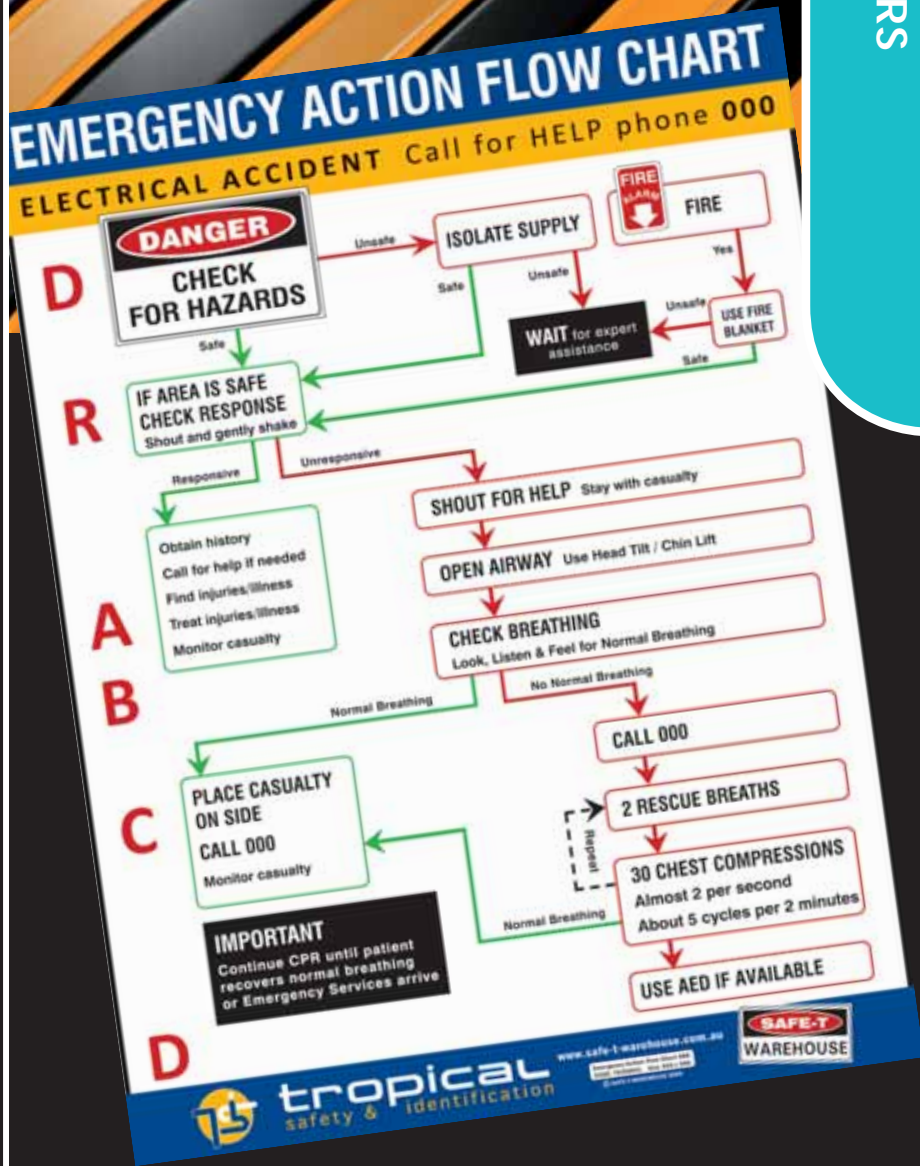 RS
EMERGENCY ACTION FLOW CHART
ELECTRICAL ACCIDENT Call for HELP phone 000
D
DANGER
CHECK
FOR HAZARDS
Unsafe
ISOLATE SUPPLY
FIRE
ALARM
FIRE
Safe
Unsafe
Yes
WAIT for expert
assistance
Unsafe
USE FIRE
BLANKET
Safe
Safe
R
IF AREA IS SAFE
CHECK RESPONSE
Shout and gently shake
Responsive
Unresponsive
SHOUT FOR HELP Stay with casualty
OPEN AIRWAY Use Head Tilt / Chin Lift
A
Obtain history
Call for help if needed
Find injuries/illness
Treat injuries/illness
Monitor casualty
CHECK BREATHING
Look, Listen & Feel for Normal Breathing
B
Normal Breathing
No Normal Breathing
CALL 000
2 RESCUE BREATHS
Repeat
30 CHEST COMPRESSIONS
Almost 2 per second
About 5 cycles per 2 minutes
C
PLACE CASUALTY
ON SIDE
CALL 000
Monitor casualty
Normal Breathing
USE AED IF AVAILABLE
IMPORTANT
Continue CPR until patient
recovers normal breathing
or Emergency Services arrive
D
tropical
safety & identification
www.safe-t-warehouse.com.au
SAFE-T
WAREHOUSE